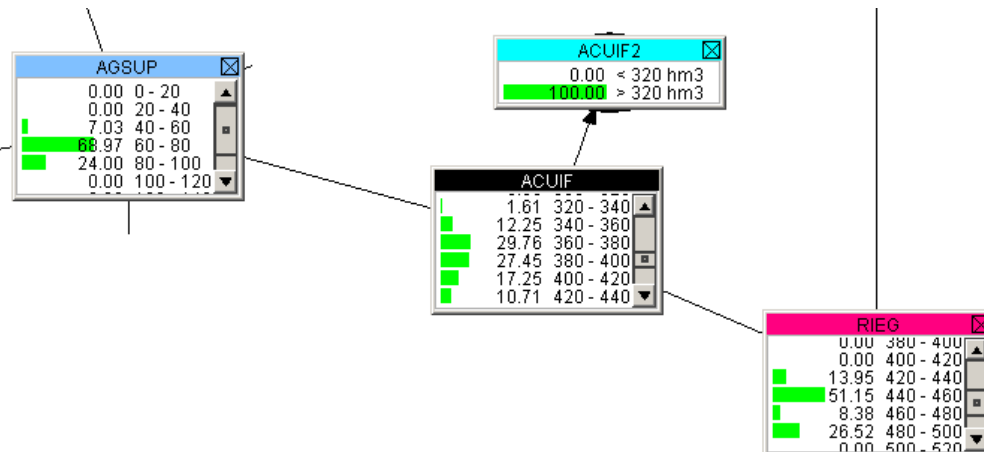 AGSUP
0.00 0 - 20
0.00 20 - 40
7.03 40 - 60
68.97 60 - 80
24.00 80 - 100
0.00 100 - 120
ACUIF2
0.00 < 320 hm3
100.00 > 320 hm3
ACUIF
1.61 320 - 340
12.25 340 - 360
29.76 360 - 380
27.45 380 - 400
17.25 400 - 420
10.71 420 - 440
RIEG
0.00 380 - 400
0.00 400 - 420
13.95 420 - 440
51.15 440 - 460
8.38 460 - 480
26.52 480 - 500
0.00 500 - 520